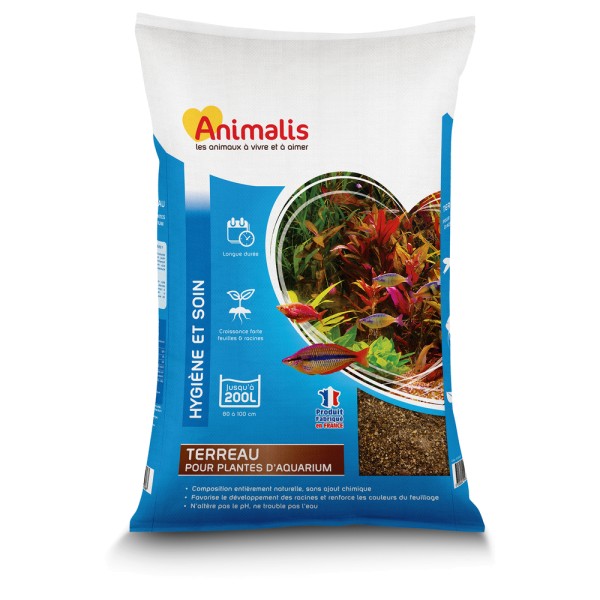 Animalis
les animaux à vivre et à aimer
HYGIÈNE ET SOIN
Longue durée
Croissance forte
feuilles & racines
Jusqu'à
200L
80 à 100 cm
Produit
Fabriqué
en FRANCE
TERREAU
POUR PLANTES D'AQUARIUM
• Composition entièrement naturelle, sans ajout chimique
• Favorise le développement des racines et renforce les couleurs du feuillage
• N'altère pas le pH, ne trouble pas l'eau